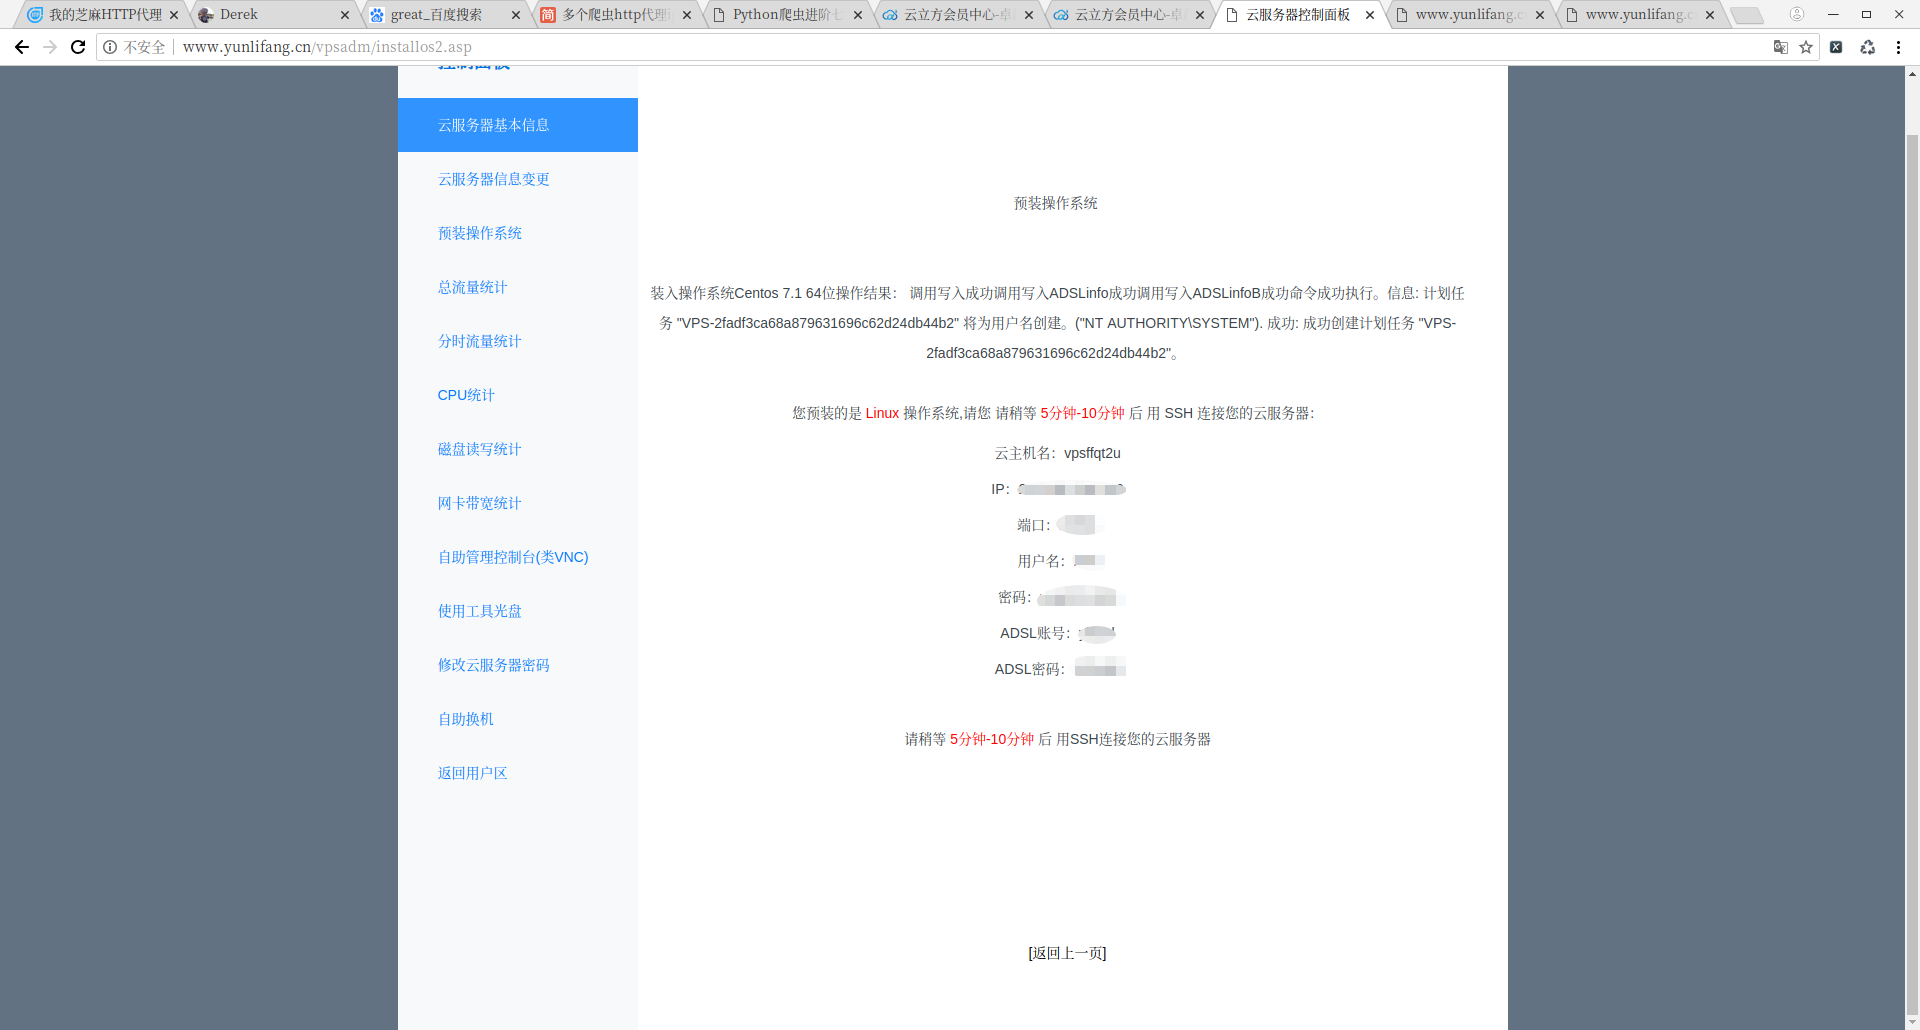 我的芝麻HTTP代理
Derek
great_百度搜索
多个爬虫http代理
Python爬虫进阶
云立方会员中心-卓
云立方会员中心-卓
云服务器控制面板
www.yunlifang.c
www.yunlifang.c
不安全
www.yunlifang.cn/vpsadm/installos2.asp
控制面板
云服务器基本信息
云服务器信息变更
预装操作系统
总流量统计
分时流量统计
CPU统计
磁盘读写统计
网卡带宽统计
自助管理控制台(类VNC)
使用工具光盘
修改云服务器密码
自助换机
返回用户区
预装操作系统
装入操作系统Centos 7.1 64位操作结果： 调用写入成功调用写入ADSLinfo成功调用写入ADSLinfoB成功命令成功执行。信息: 计划任
务 "VPS-2fadf3ca68a879631696c62d24db44b2" 将为用户名创建。("NT AUTHORITY\SYSTEM"). 成功: 成功创建计划任务 "VPS-
2fadf3ca68a879631696c62d24db44b2"。
您预装的是 Linux 操作系统,请您 请稍等 5分钟-10分钟 后 用 SSH 连接您的云服务器：
云主机名：vpsffqt2u
IP：
端口：
用户名：
密码：
ADSL账号：
ADSL密码：
请稍等 5分钟-10分钟 后 用SSH连接您的云服务器
[返回上一页]